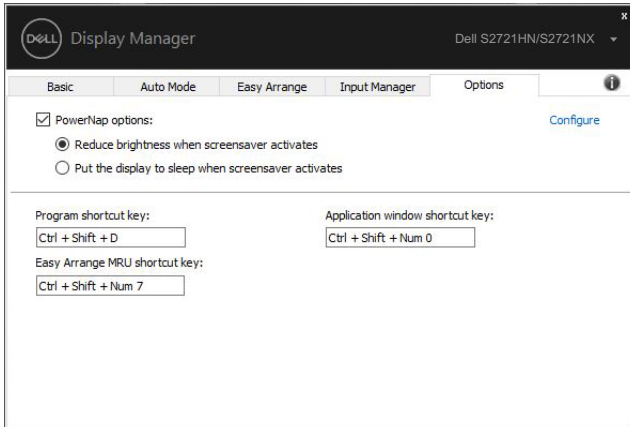 x
DELL Display Manager
Dell S2721HN/S2721NX
Basic Auto Mode Easy Arrange Input Manager Options i
PowerNap options: Configure
Reduce brightness when screensaver activates
Put the display to sleep when screensaver activates
Program shortcut key: Application window shortcut key:
Ctrl + Shift + D Ctrl + Shift + Num 0
Easy Arrange MRU shortcut key:
Ctrl + Shift + Num 7